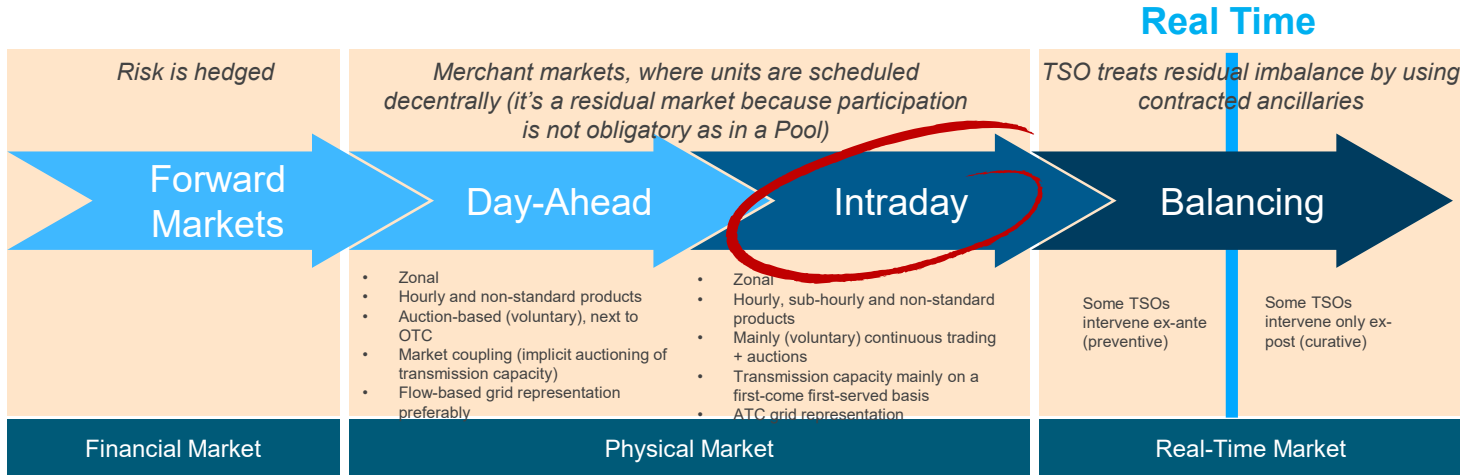 Real Time
Risk is hedged
Merchant markets, where units are scheduled
decentrally (it's a residual market because participation
is not obligatory as in a Pool)
TSO treats residual imbalance by using
contracted ancillaries
Forward
Markets
Day-Ahead
Intraday
Balancing
• Zonal
• Hourly and non-standard products
• Auction-based (voluntary), next to
OTC
• Market coupling (implicit auctioning of
transmission capacity)
• Flow-based grid representation
preferably
• Zonal
• Hourly, sub-hourly and non-standard
products
• Mainly (voluntary) continuous trading
+ auctions
• Transmission capacity mainly on a
first-come first-served basis
• ATC grid representation
Some TSOs
intervene ex-ante
(preventive)
Some TSOs
intervene only ex-
post (curative)
Financial Market
Physical Market
Real-Time Market